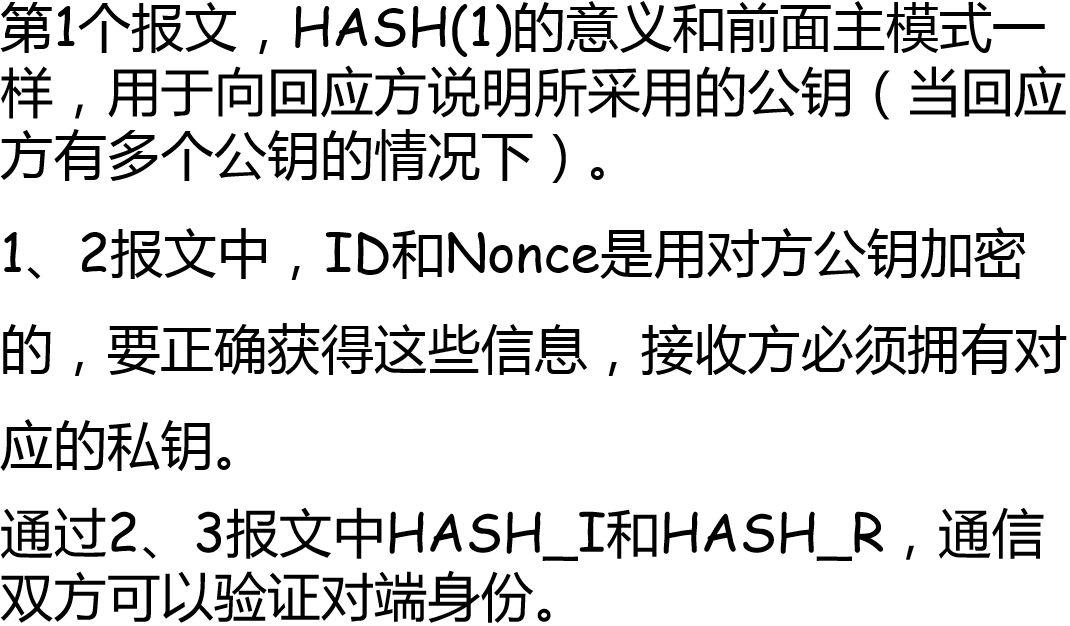 第1个报文，HASH(1)的意义和前面主模式一
样，用于向回应方说明所采用的公钥（当回应
方有多个公钥的情况下）。
1、2报文中，ID和Nonce是用对方公钥加密
的，要正确获得这些信息，接收方必须拥有对
应的私钥。
通过2、3报文中HASH_I和HASH_R，通信
双方可以验证对端身份。